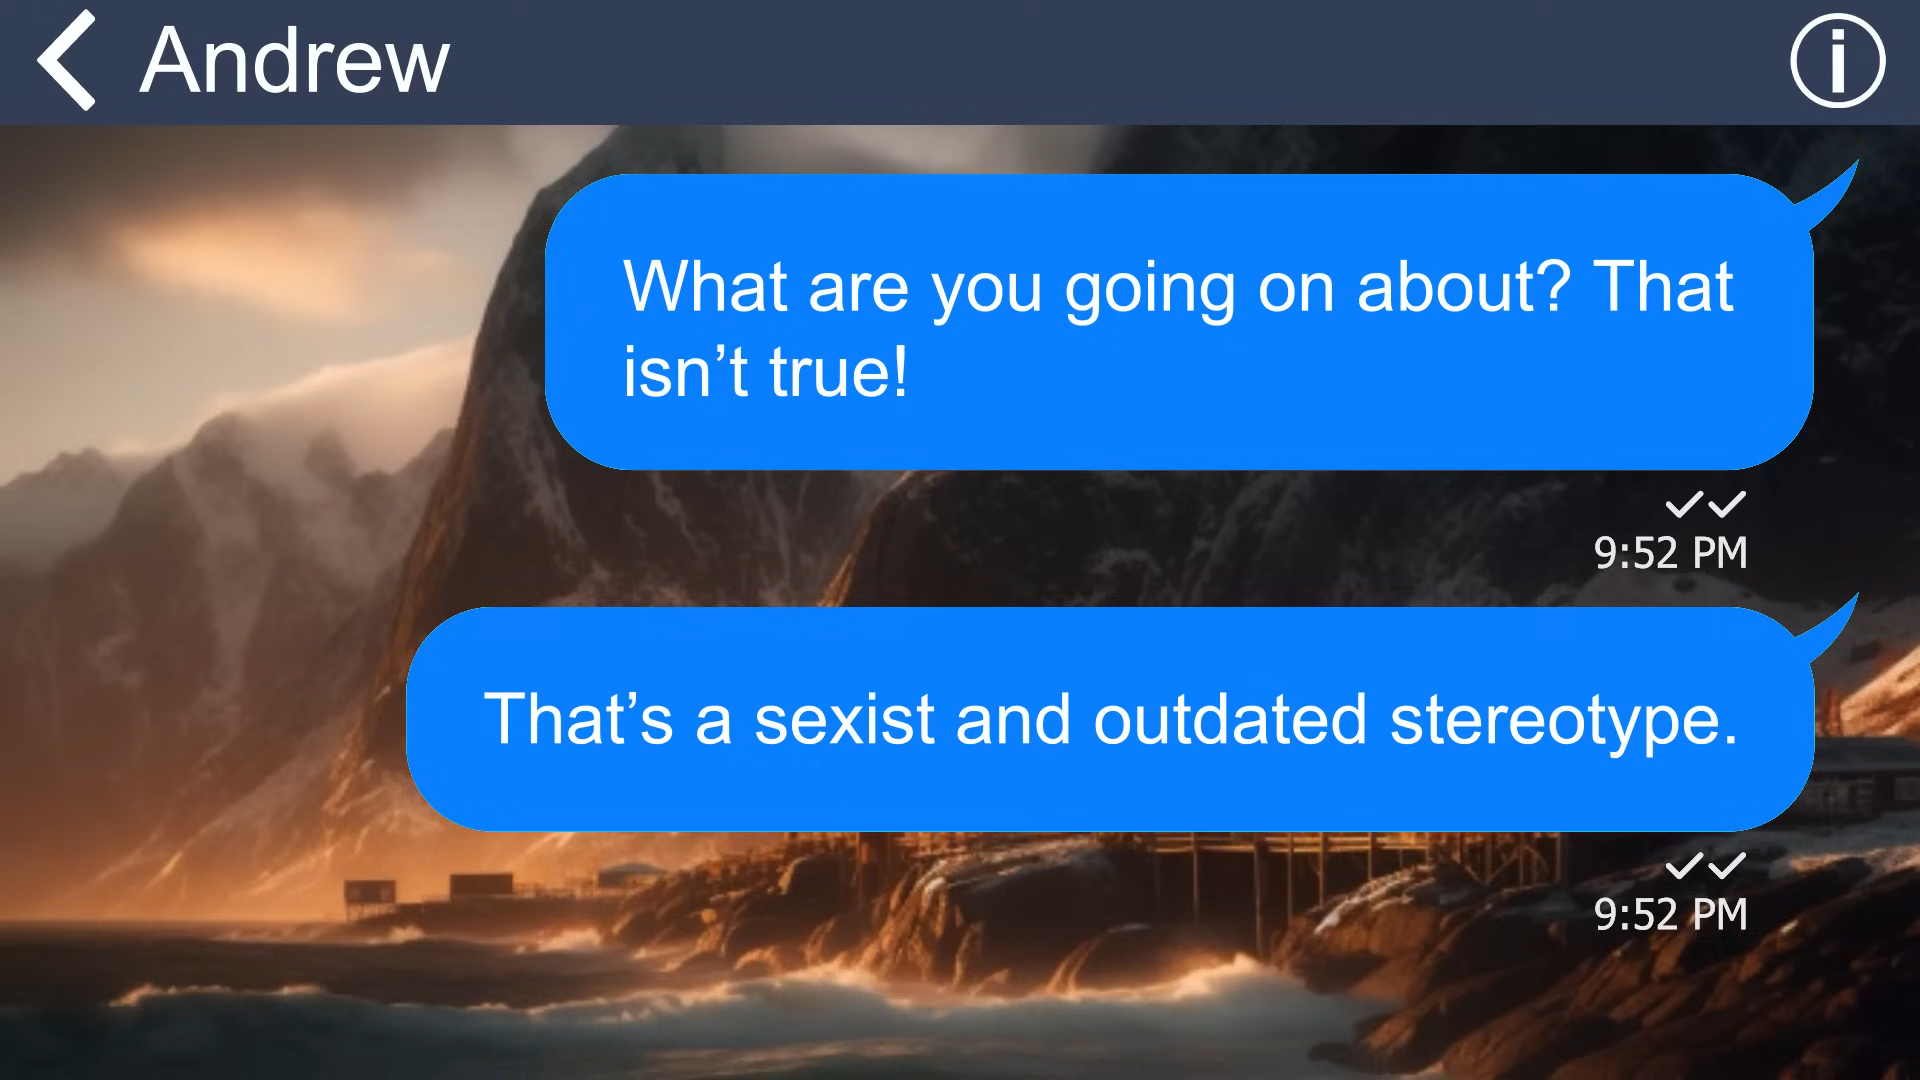 Andrew
What are you going on about? That
isn’t true!
9:52 PM
That’s a sexist and outdated stereotype.
9:52 PM